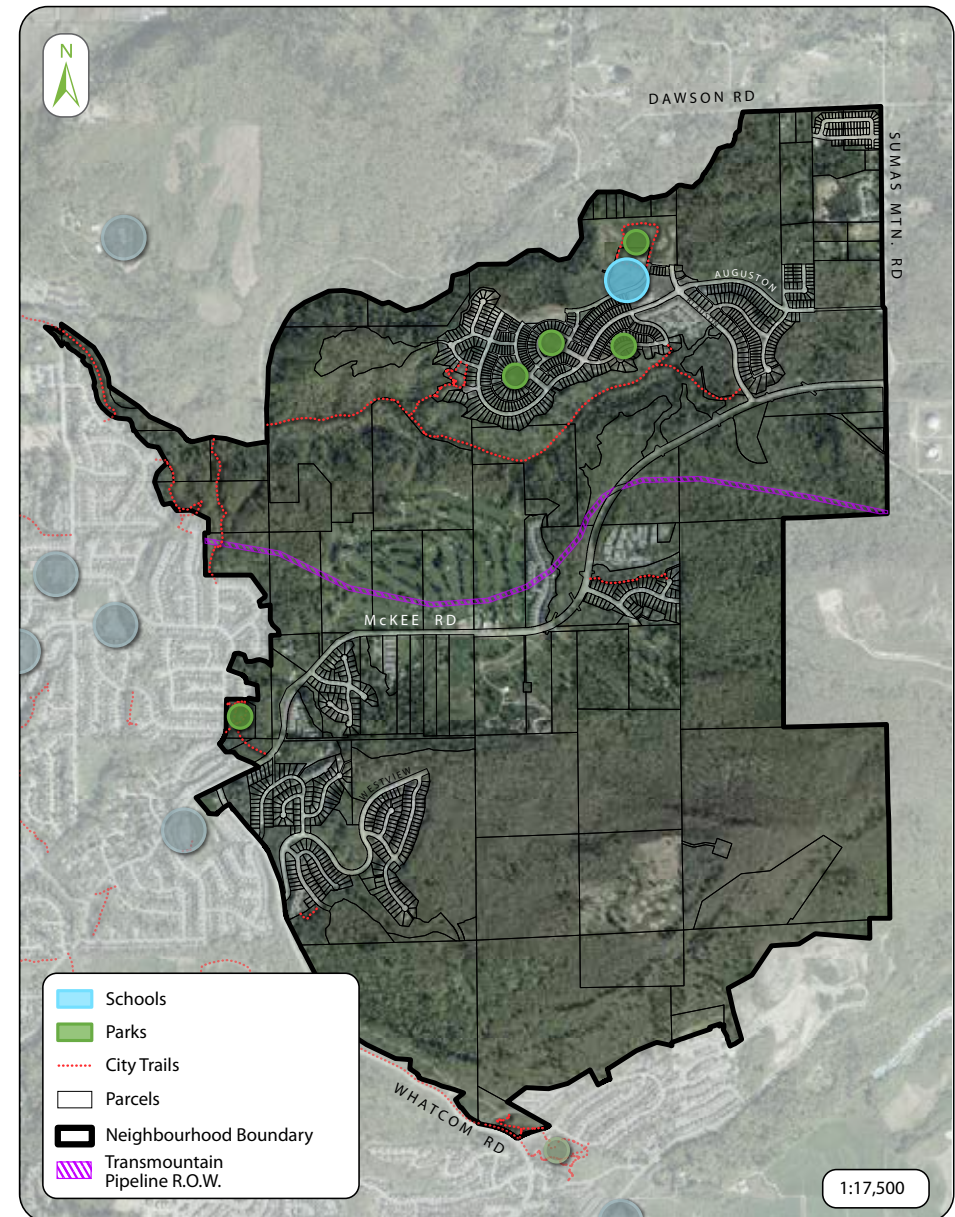 N
DAWSON RD
SUMAS MTN. RD
AUGUSTON
McKEE RD
WESTVIEW
WHATCOM RD
Schools
Parks
City Trails
Parcels
Neighbourhood Boundary
Transmountain
Pipeline R.O.W.
1:17,500